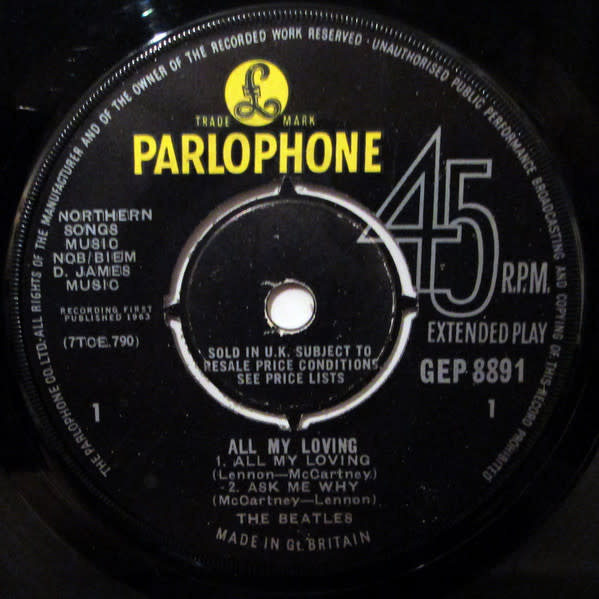 THE PARLOPHONE CO. LTD. ALL RIGHTS OF THE MANUFACTURER AND OF THE OWNER OF THE RECORDED WORK RESERVED · UNAUTHORISED PUBLIC PERFORMANCE BROADCASTING AND COPYING OF THIS RECORD PROHIBITED
£
TRADE MARK
PARLOPHONE
45
R.P.M.
EXTENDED PLAY
GEP 8891
NORTHERN
SONGS
MUSIC
NCB/BIEM
D. JAMES
MUSIC
RECORDING FIRST
PUBLISHED 1963
(7TCE.790)
1
1
SOLD IN U.K. SUBJECT TO
RESALE PRICE CONDITIONS,
SEE PRICE LISTS
ALL MY LOVING
1. ALL MY LOVING
(Lennon—McCartney)
2. ASK ME WHY
(McCartney—Lennon)
THE BEATLES
MADE IN Gt. BRITAIN